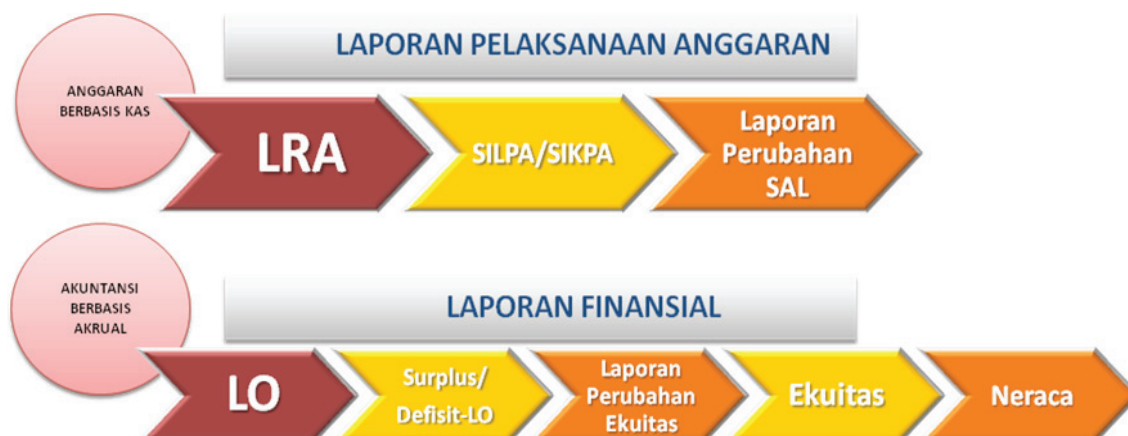 LAPORAN PELAKSANAAN ANGGARAN
ANGGARAN
BERBASIS KAS
LRA
SILPA/SIKPA
Laporan
Perubahan
SAL
AKUNTANSI
BERBASIS
AKRUAL
LAPORAN FINANSIAL
LO
Surplus/
Defisit-LO
Laporan
Perubahan
Ekuitas
Ekuitas
Neraca